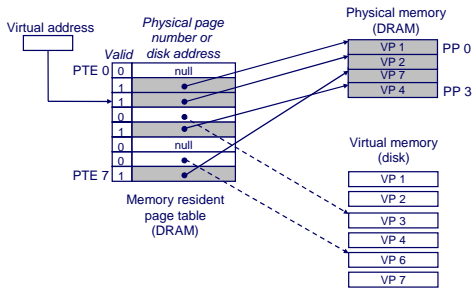 Virtual address
Physical page
number or
disk address
Valid
PTE 0
0
null
1
1
0
1
0
null
0
PTE 7
1
Memory resident
page table
(DRAM)
Physical memory
(DRAM)
VP 1
PP 0
VP 2
VP 7
VP 4
PP 3
Virtual memory
(disk)
VP 1
VP 2
VP 3
VP 4
VP 6
VP 7